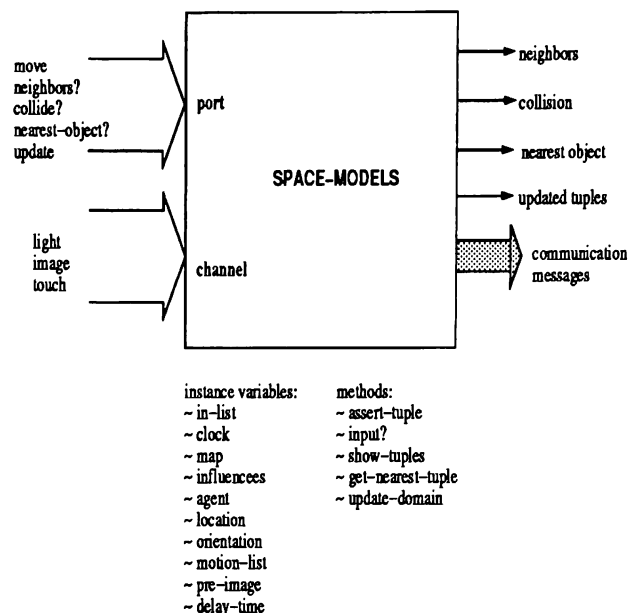 move
neighbors?
collide?
nearest-object?
update
port
light
image
touch
channel
SPACE-MODELS
neighbors
collision
nearest object
updated tuples
communication
messages
instance variables:
~ in-list
~ clock
~ map
~ influencees
~ agent
~ location
~ orientation
~ motion-list
~ pre-image
~ delay-time
methods:
~ assert-tuple
~ input?
~ show-tuples
~ get-nearest-tuple
~ update-domain